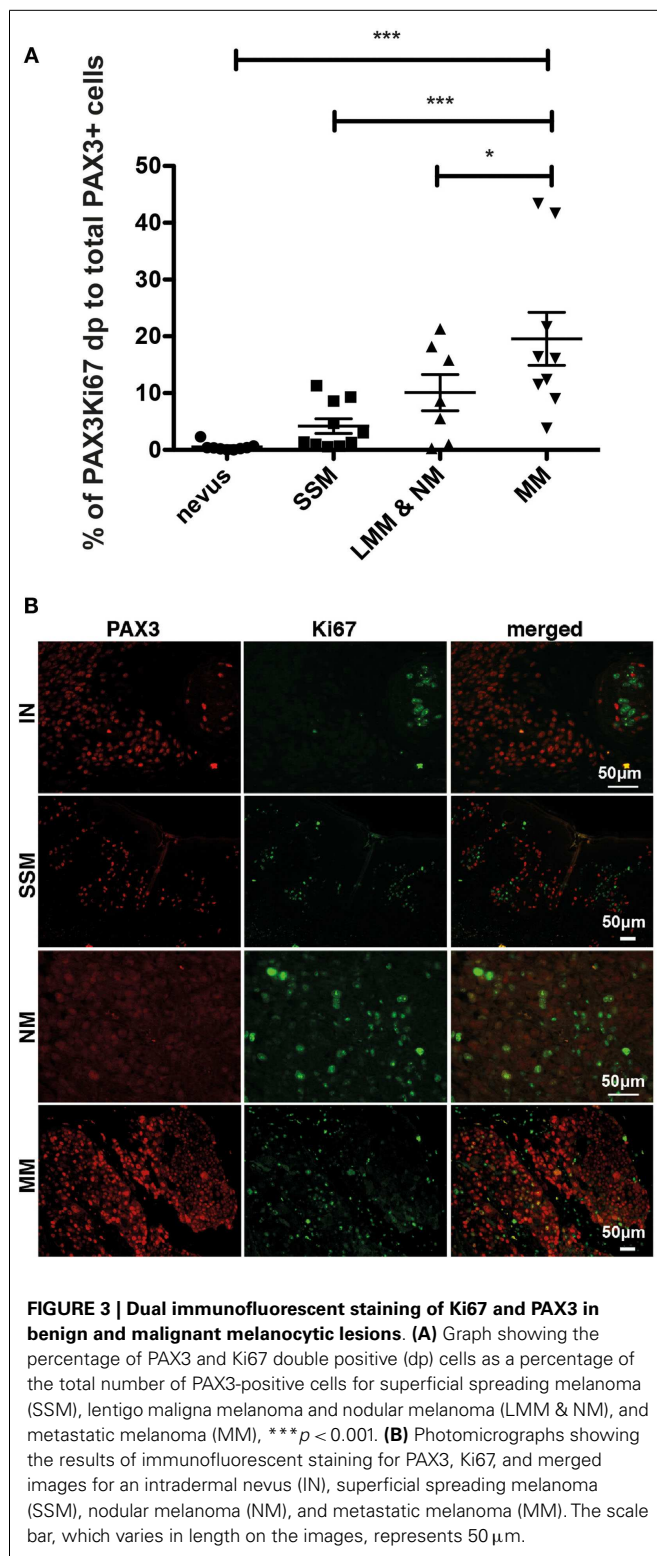 A
% of PAX3Ki67 dp to total PAX3+ cells
***
***
*
50
40
30
20
10
0
nevus
SSM
LMM & NM
MM
B
PAX3 Ki67 merged
IN
50µm
SSM
50µm
NM
50µm
MM
50µm
FIGURE 3 | Dual immunofluorescent staining of Ki67 and PAX3 in
benign and malignant melanocytic lesions. (A) Graph showing the
percentage of PAX3 and Ki67 double positive (dp) cells as a percentage of
the total number of PAX3-positive cells for superficial spreading melanoma
(SSM), lentigo maligna melanoma and nodular melanoma (LMM & NM), and
metastatic melanoma (MM), ***p < 0.001. (B) Photomicrographs showing
the results of immunofluorescent staining for PAX3, Ki67, and merged
images for an intradermal nevus (IN), superficial spreading melanoma
(SSM), nodular melanoma (NM), and metastatic melanoma (MM). The scale
bar, which varies in length on the images, represents 50 µm.